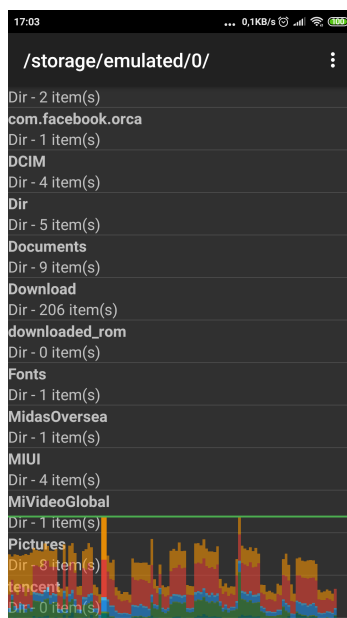 17:03
... 0,1KB/s 100
/storage/emulated/0/
Dir - 2 item(s)
com.facebook.orca
Dir - 1 item(s)
DCIM
Dir - 4 item(s)
Dir
Dir - 5 item(s)
Documents
Dir - 9 item(s)
Download
Dir - 206 item(s)
downloaded_rom
Dir - 0 item(s)
Fonts
Dir - 1 item(s)
MidasOversea
Dir - 1 item(s)
MIUI
Dir - 4 item(s)
MiVideoGlobal
Dir - 1 item(s)
Pictures
Dir - 8 item(s)
tencent
Dir - 0 item(s)